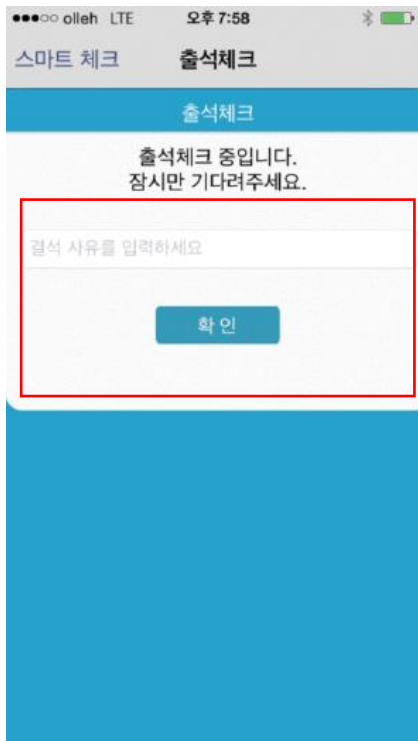 olleh LTE 오후 7:58
스마트 체크 출석체크
출석체크
출석체크 중입니다.
잠시만 기다려주세요.
결석 사유를 입력하세요
확인